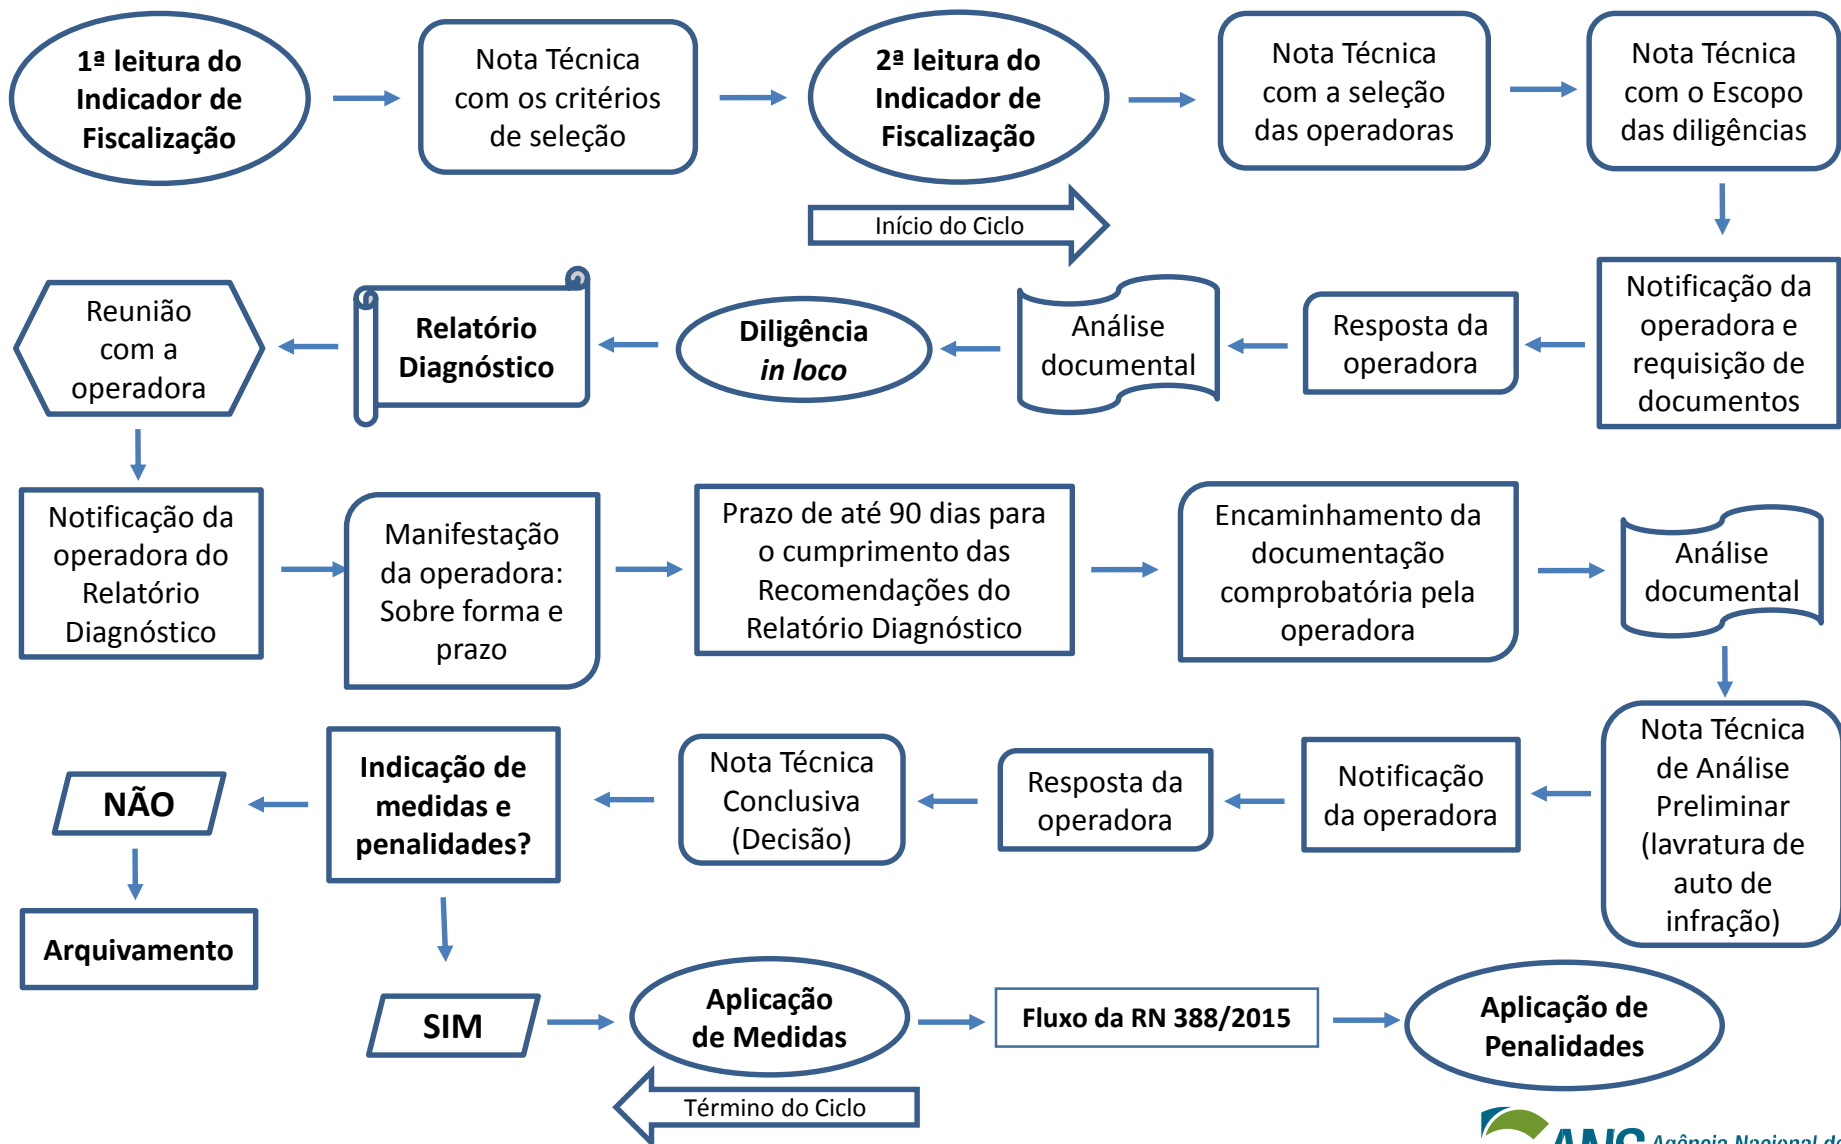 1ª leitura do
Indicador de
Fiscalização
Nota Técnica
com os critérios
de seleção
2ª leitura do
Indicador de
Fiscalização
Nota Técnica
com a seleção
das operadoras
Nota Técnica
com o Escopo
das diligências
Início do Ciclo
Notificação da
operadora e
requisição de
documentos
Resposta da
operadora
Análise
documental
Diligência
in loco
Relatório
Diagnóstico
Reunião
com a
operadora
Notificação da
operadora do
Relatório
Diagnóstico
Manifestação
da operadora:
Sobre forma e
prazo
Prazo de até 90 dias para
o cumprimento das
Recomendações do
Relatório Diagnóstico
Encaminhamento da
documentação
comprobatória pela
operadora
Análise
documental
Nota Técnica
de Análise
Preliminar
(lavratura de
auto de
infração)
Notificação
da operadora
Resposta da
operadora
Nota Técnica
Conclusiva
(Decisão)
Indicação de
medidas e
penalidades?
NÃO
Arquivamento
SIM
Aplicação
de Medidas
Fluxo da RN 388/2015
Aplicação de
Penalidades
Término do Ciclo
ANS Agência Nacional de